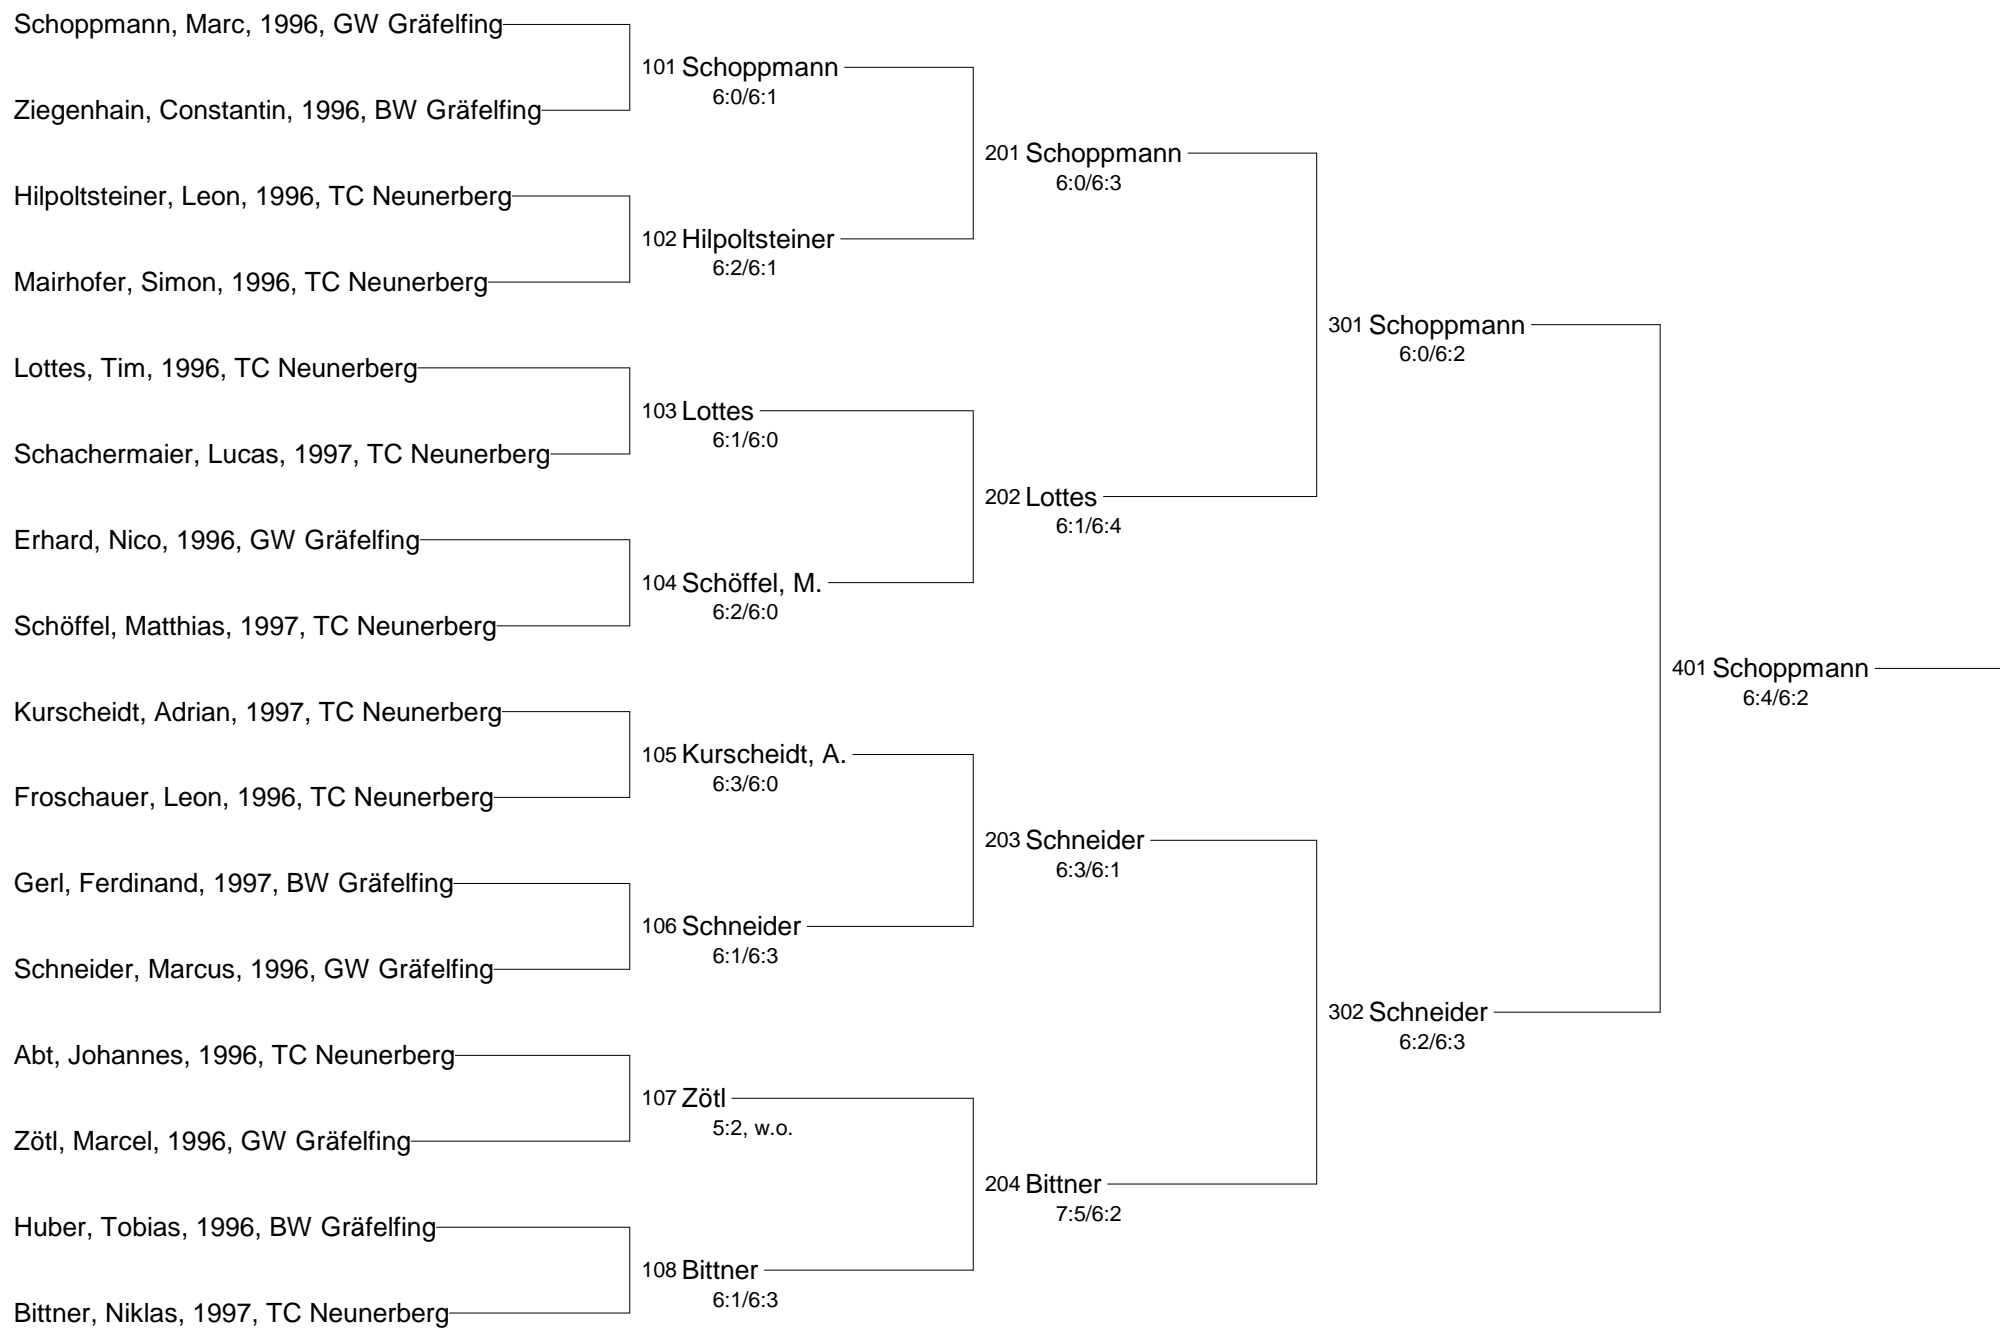 Schoppmann, Marc, 1996, GW Gräfelfing
101 Schoppmann
6:0/6:1
Ziegenhain, Constantin, 1996, BW Gräfelfing
201 Schoppmann
6:0/6:3
Hilpoltsteiner, Leon, 1996, TC Neunerberg
102 Hilpoltsteiner
6:2/6:1
Mairhofer, Simon, 1996, TC Neunerberg
301 Schoppmann
6:0/6:2
Lottes, Tim, 1996, TC Neunerberg
103 Lottes
6:1/6:0
Schachermaier, Lucas, 1997, TC Neunerberg
202 Lottes
6:1/6:4
Erhard, Nico, 1996, GW Gräfelfing
104 Schöffel, M.
6:2/6:0
Schöffel, Matthias, 1997, TC Neunerberg
401 Schoppmann
6:4/6:2
Kurscheidt, Adrian, 1997, TC Neunerberg
105 Kurscheidt, A.
6:3/6:0
Froschauer, Leon, 1996, TC Neunerberg
203 Schneider
6:3/6:1
Gerl, Ferdinand, 1997, BW Gräfelfing
106 Schneider
6:1/6:3
Schneider, Marcus, 1996, GW Gräfelfing
302 Schneider
6:2/6:3
Abt, Johannes, 1996, TC Neunerberg
107 Zötl
5:2, w.o.
Zötl, Marcel, 1996, GW Gräfelfing
204 Bittner
7:5/6:2
Huber, Tobias, 1996, BW Gräfelfing
108 Bittner
6:1/6:3
Bittner, Niklas, 1997, TC Neunerberg